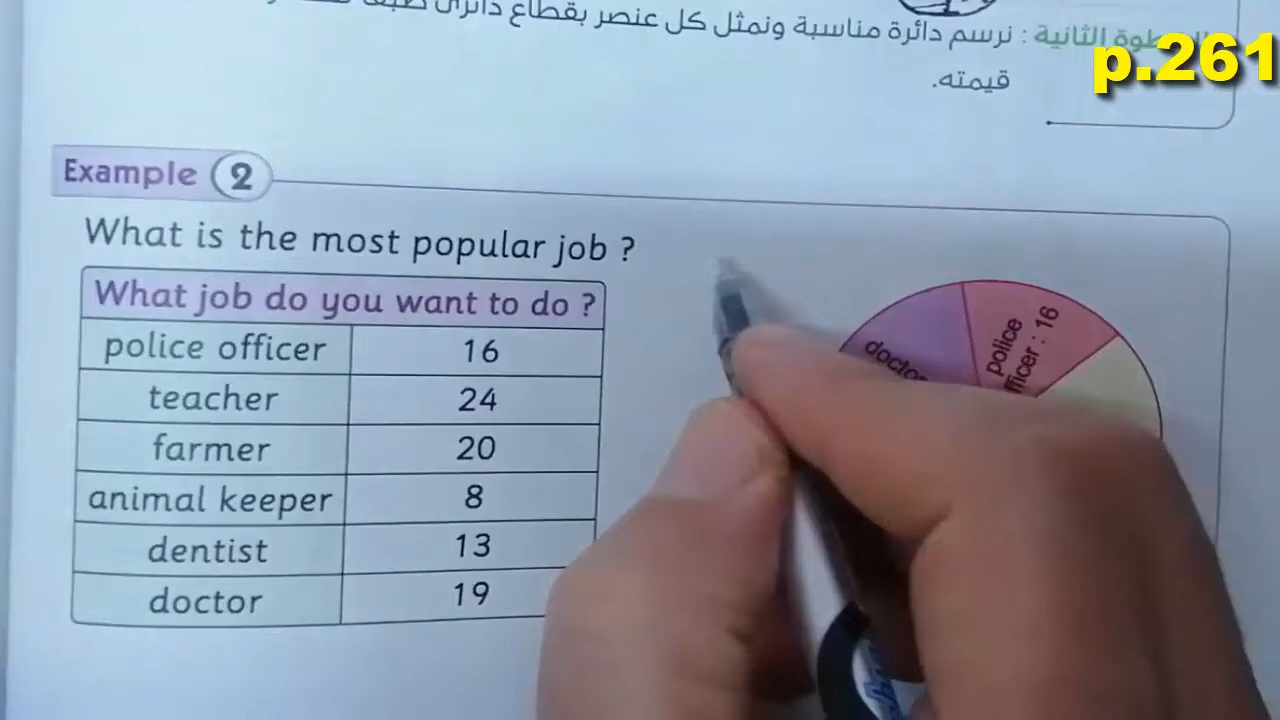 : نرسم دائرة مناسبة ونمثل كل عنصر بقطاع
p.261
قيمته.
Example 2
What is the most popular job ?
What job do you want to do ?
police officer 16
teacher 24
farmer 20
animal keeper 8
dentist 13
doctor 19
police
: 16